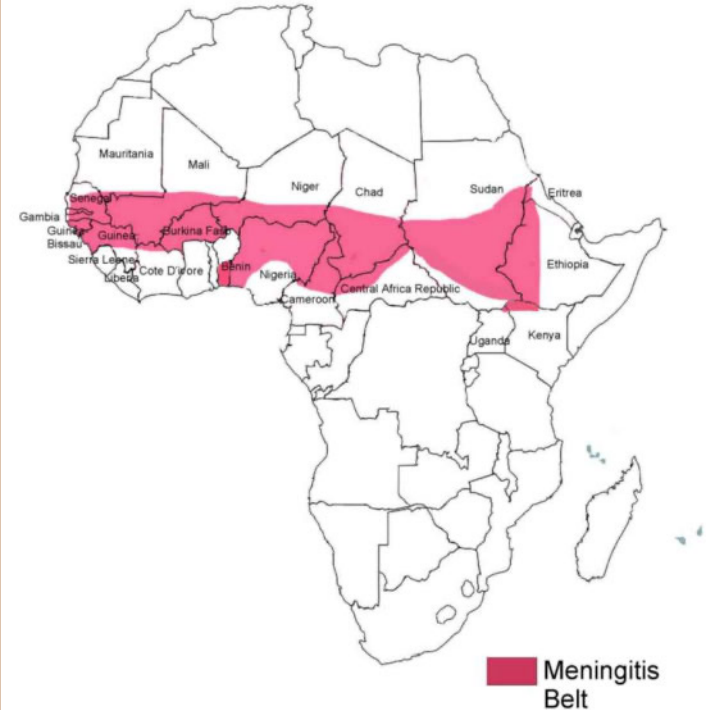 Mauritania
Mali
Niger
Chad
Sudan
Eritrea
Senegal
Gambia
Guinea
Bissau
Guinea
Burkina Faso
Sierra Leene
Liberia
Cote D'ivore
Benin
Nigeria
Cameroon
Central Africa Republic
Ethiopia
Uganda
Kenya
Meningitis
Belt